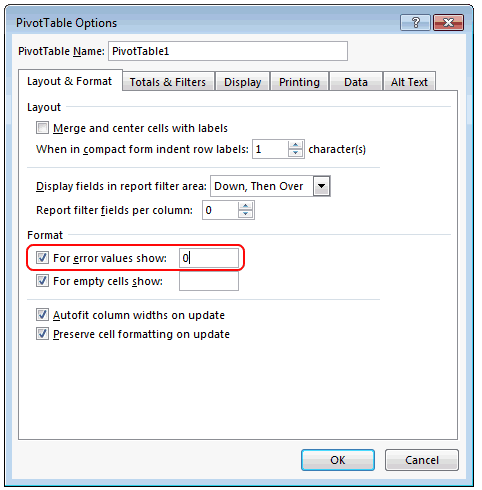 PivotTable Options
PivotTable Name: PivotTable1
Layout & Format Totals & Filters Display Printing Data Alt Text
Layout
Merge and center cells with labels
When in compact form indent row labels: 1 character(s)
Display fields in report filter area: Down, Then Over
Report filter fields per column: 0
Format
For error values show: 0
For empty cells show:
Autofit column widths on update
Preserve cell formatting on update
OK Cancel